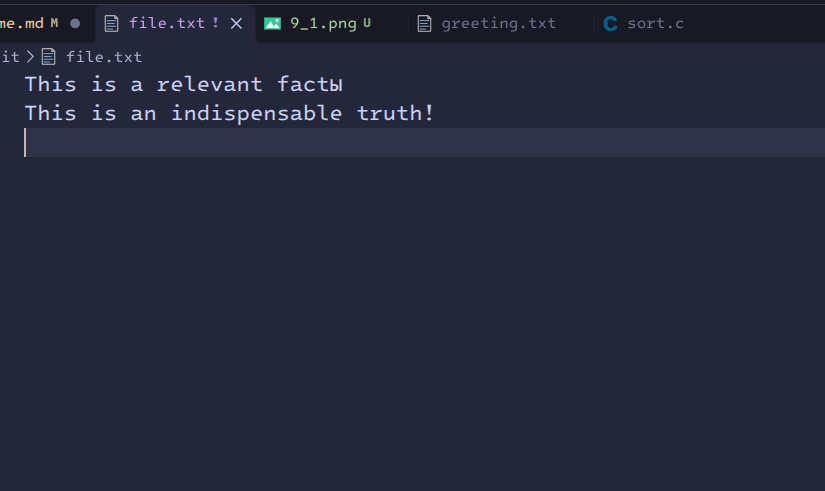 me.md M file.txt ! 9_1.png U greeting.txt C sort.c
it > file.txt
This is a relevant factы
This is an indispensable truth!